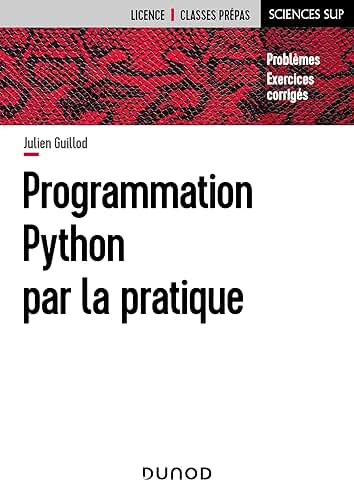 LICENCE | CLASSES PRÉPAS SCIENCES SUP
Problèmes
Exercices
corrigés
Julien Guillod
Programmation
Python
par la pratique
DUNOD